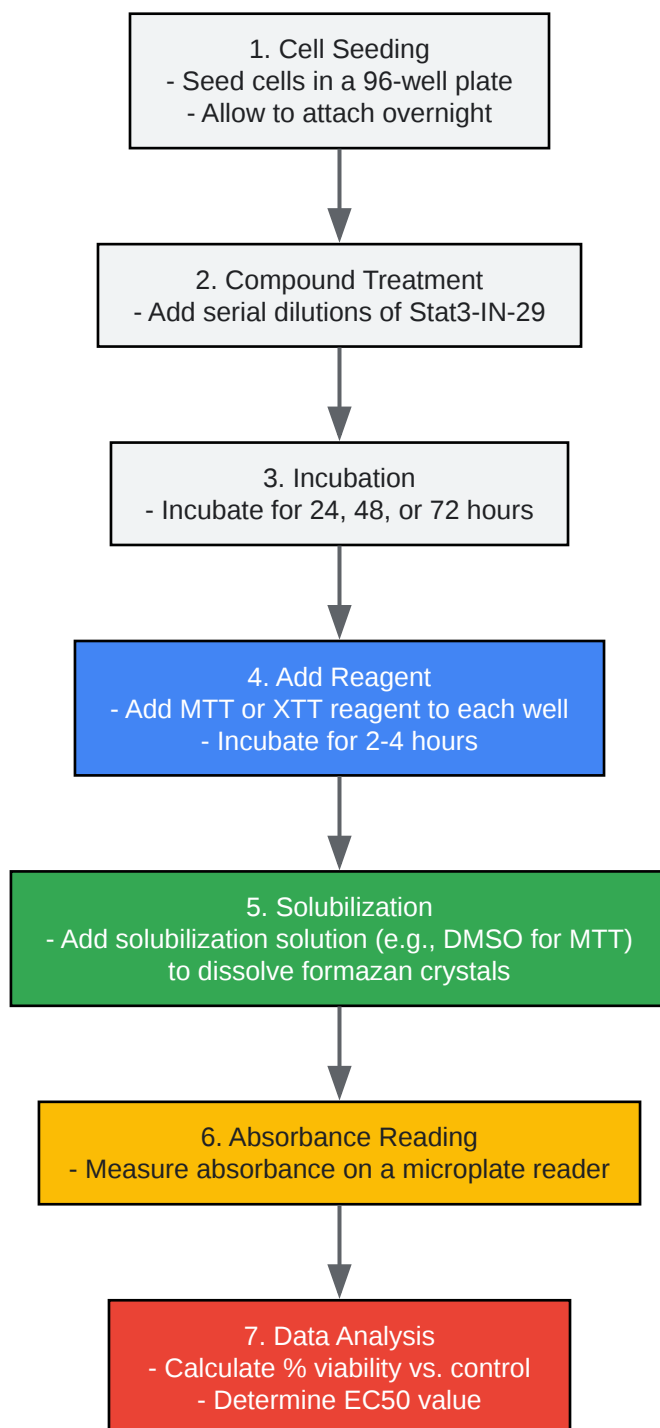 1. Cell Seeding
- Seed cells in a 96-well plate
- Allow to attach overnight
2. Compound Treatment
- Add serial dilutions of Stat3-IN-29
3. Incubation
- Incubate for 24, 48, or 72 hours
4. Add Reagent
- Add MTT or XTT reagent to each well
- Incubate for 2-4 hours
5. Solubilization
- Add solubilization solution (e.g., DMSO for MTT)
to dissolve formazan crystals
6. Absorbance Reading
- Measure absorbance on a microplate reader
7. Data Analysis
- Calculate % viability vs. control
- Determine EC50 value